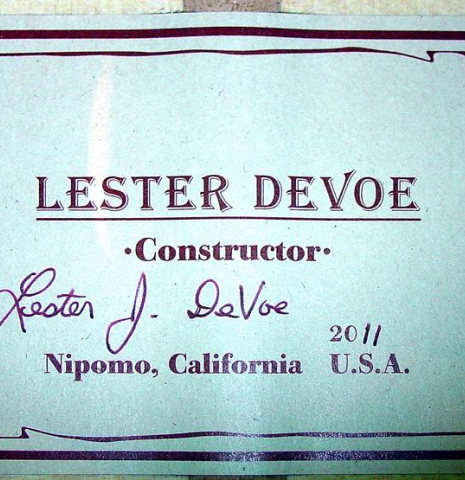 LESTER DEVOE
·Constructor·
Lester J. DeVoe
2011
Nipomo, California U.S.A.